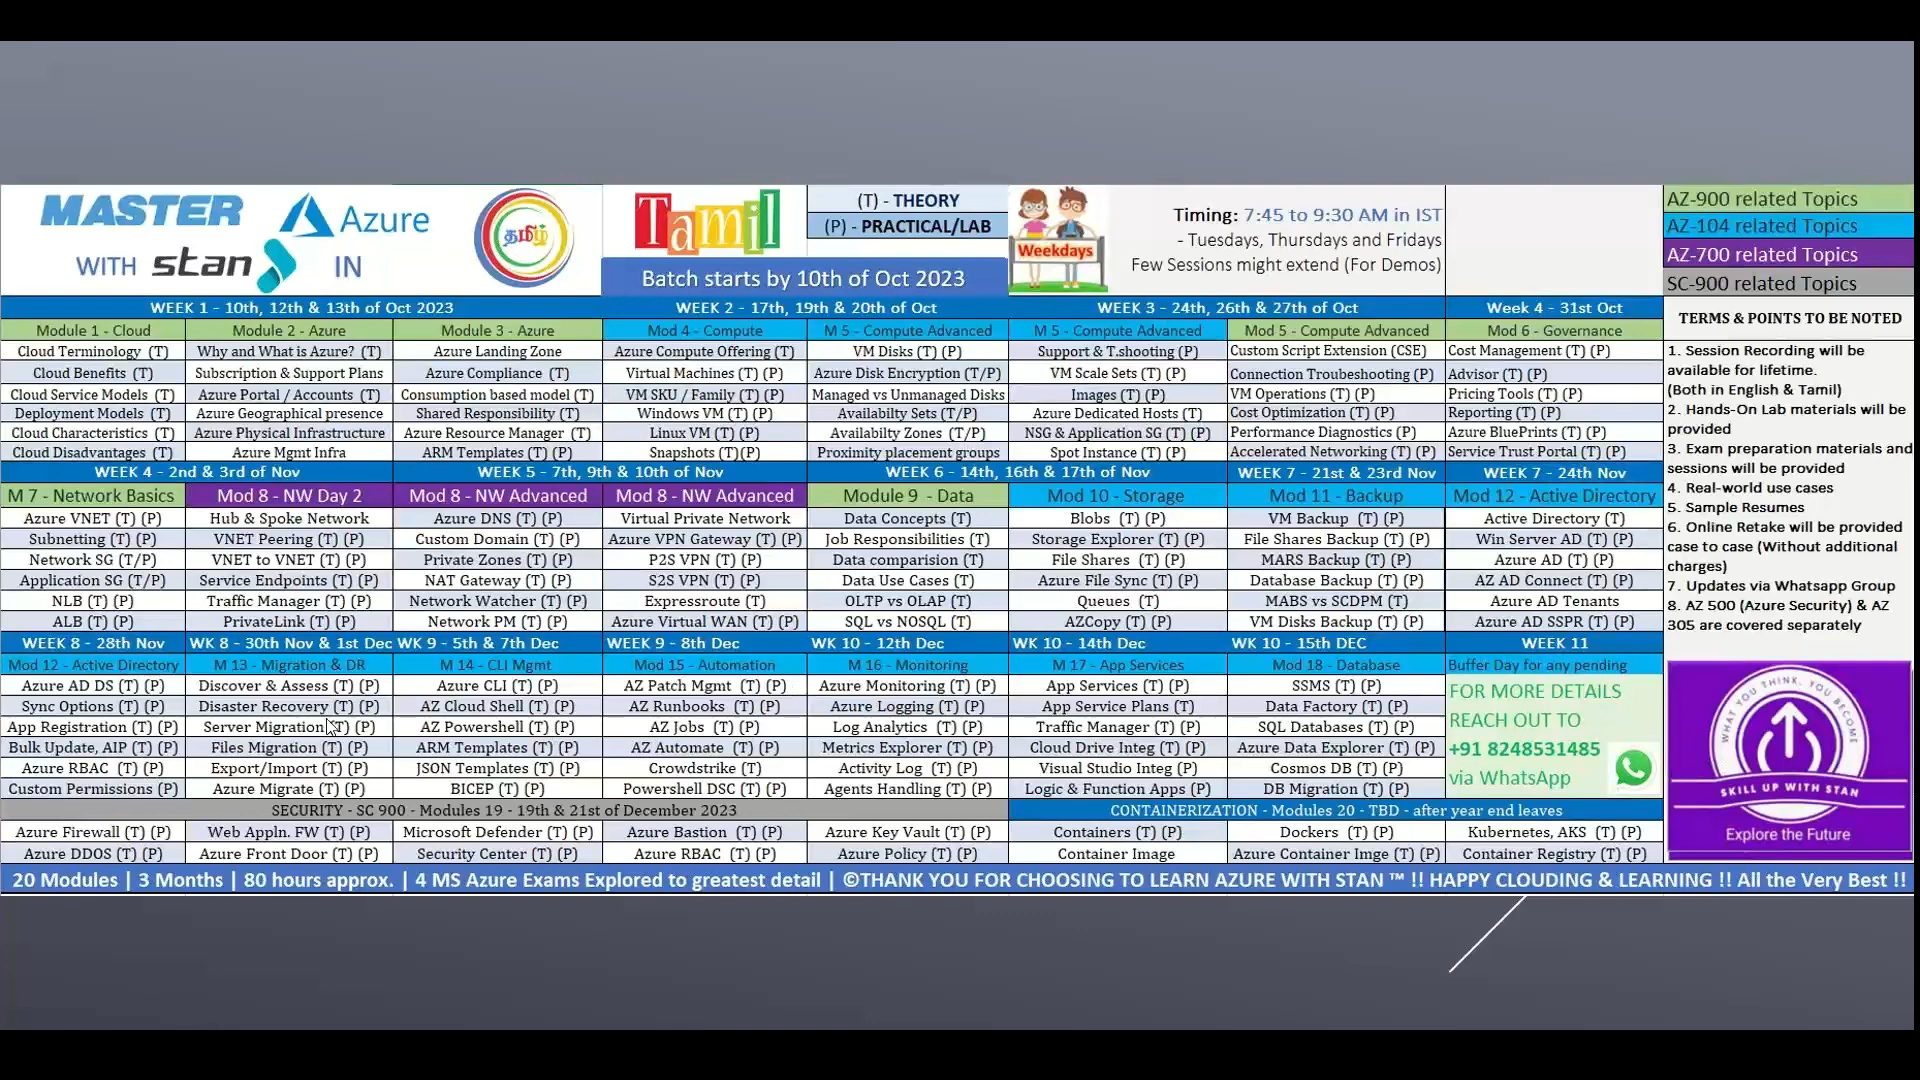 MASTER Azure
WITH stan IN
தமிழ்
Tamil
Batch starts by 10th of Oct 2023
(T) - THEORY
(P) - PRACTICAL/LAB
Weekdays
Timing: 7:45 to 9:30 AM in IST
- Tuesdays, Thursdays and Fridays
Few Sessions might extend (For Demos)
AZ-900 related Topics
AZ-104 related Topics
AZ-700 related Topics
SC-900 related Topics
WEEK 1 - 10th, 12th & 13th of Oct 2023 WEEK 2 - 17th, 19th & 20th of Oct WEEK 3 - 24th, 26th & 27th of Oct Week 4 - 31st Oct
Module 1 - Cloud Module 2 - Azure Module 3 - Azure Mod 4 - Compute M 5 - Compute Advanced M 5 - Compute Advanced Mod 5 - Compute Advanced Mod 6 - Governance
Cloud Terminology (T) Why and What is Azure? (T) Azure Landing Zone Azure Compute Offering (T) VM Disks (T) (P) Support & T.shooting (P) Custom Script Extension (CSE) Cost Management (T) (P)
Cloud Benefits (T) Subscription & Support Plans Azure Compliance (T) Virtual Machines (T) (P) Azure Disk Encryption (T/P) VM Scale Sets (T) (P) Connection Troubeshooting (P) Advisor (T) (P)
Cloud Service Models (T) Azure Portal / Accounts (T) Consumption based model (T) VM SKU / Family (T) (P) Managed vs Unmanaged Disks Images (T) (P) VM Operations (T) (P) Pricing Tools (T) (P)
Deployment Models (T) Azure Geographical presence Shared Responsibility (T) Windows VM (T) (P) Availabilty Sets (T/P) Azure Dedicated Hosts (T) Cost Optimization (T) (P) Reporting (T) (P)
Cloud Characteristics (T) Azure Physical Infrastructure Azure Resource Manager (T) Linux VM (T) (P) Availabilty Zones (T/P) NSG & Application SG (T) (P) Performance Diagnostics (P) Azure BluePrints (T) (P)
Cloud Disadvantages (T) Azure Mgmt Infra ARM Templates (T) (P) Snapshots (T)(P) Proximity placement groups Spot Instance (T) (P) Accelerated Networking (T) (P) Service Trust Portal (T) (P)
WEEK 4 - 2nd & 3rd of Nov WEEK 5 - 7th, 9th & 10th of Nov WEEK 6 - 14th, 16th & 17th of Nov WEEK 7 - 21st & 23rd Nov WEEK 7 - 24th Nov
M 7 - Network Basics Mod 8 - NW Day 2 Mod 8 - NW Advanced Mod 8 - NW Advanced Module 9 - Data Mod 10 - Storage Mod 11 - Backup Mod 12 - Active Directory
Azure VNET (T) (P) Hub & Spoke Network Azure DNS (T) (P) Virtual Private Network Data Concepts (T) Blobs (T) (P) VM Backup (T) (P) Active Directory (T)
Subnetting (T) (P) VNET Peering (T) (P) Custom Domain (T) (P) Azure VPN Gateway (T) (P) Job Responsibilities (T) Storage Explorer (T) (P) File Shares Backup (T) (P) Win Server AD (T) (P)
Network SG (T/P) VNET to VNET (T) (P) Private Zones (T) (P) P2S VPN (T) (P) Data comparision (T) File Shares (T) (P) MARS Backup (T) (P) Azure AD (T) (P)
Application SG (T/P) Service Endpoints (T) (P) NAT Gateway (T) (P) S2S VPN (T) (P) Data Use Cases (T) Azure File Sync (T) (P) Database Backup (T) (P) AZ AD Connect (T) (P)
NLB (T) (P) Traffic Manager (T) (P) Network Watcher (T) (P) Expressroute (T) OLTP vs OLAP (T) Queues (T) MABS vs SCDPM (T) Azure AD Tenants
ALB (T) (P) PrivateLink (T) (P) Network PM (T) (P) Azure Virtual WAN (T) (P) SQL vs NOSQL (T) AZCopy (T) (P) VM Disks Backup (T) (P) Azure AD SSPR (T) (P)
WEEK 8 - 28th Nov WK 8 - 30th Nov & 1st Dec WK 9 - 5th & 7th Dec WEEK 9 - 8th Dec WK 10 - 12th Dec WK 10 - 14th Dec WK 10 - 15th DEC WEEK 11
Mod 12 - Active Directory M 13 - Migration & DR M 14 - CLI Mgmt Mod 15 - Automation M 16 - Monitoring M 17 - App Services Mod 18 - Database Buffer Day for any pending
Azure AD DS (T) (P) Discover & Assess (T) (P) Azure CLI (T) (P) AZ Patch Mgmt (T) (P) Azure Monitoring (T) (P) App Services (T) (P) SSMS (T) (P)
Sync Options (T) (P) Disaster Recovery (T) (P) AZ Cloud Shell (T) (P) AZ Runbooks (T) (P) Azure Logging (T) (P) App Service Plans (T) Data Factory (T) (P)
App Registration (T) (P) Server Migration (T) (P) AZ Powershell (T) (P) AZ Jobs (T) (P) Log Analytics (T) (P) Traffic Manager (T) (P) SQL Databases (T) (P)
Bulk Update, AIP (T) (P) Files Migration (T) (P) ARM Templates (T) (P) AZ Automate (T) (P) Metrics Explorer (T) (P) Cloud Drive Integ (T) (P) Azure Data Explorer (T) (P)
Azure RBAC (T) (P) Export/Import (T) (P) JSON Templates (T) (P) Crowdstrike (T) Activity Log (T) (P) Visual Studio Integ (P) Cosmos DB (T) (P)
Custom Permissions (P) Azure Migrate (T) (P) BICEP (T) (P) Powershell DSC (T) (P) Agents Handling (T) (P) Logic & Function Apps (P) DB Migration (T) (P)
FOR MORE DETAILS
REACH OUT TO
+91 8248531485
via WhatsApp
SECURITY - SC 900 - Modules 19 - 19th & 21st of December 2023 CONTAINERIZATION - Modules 20 - TBD - after year end leaves
Azure Firewall (T) (P) Web Appln. FW (T) (P) Microsoft Defender (T) (P) Azure Bastion (T) (P) Azure Key Vault (T) (P) Containers (T) (P) Dockers (T) (P) Kubernetes, AKS (T) (P)
Azure DDOS (T) (P) Azure Front Door (T) (P) Security Center (T) (P) Azure RBAC (T) (P) Azure Policy (T) (P) Container Image Azure Container Imge (T) (P) Container Registry (T) (P)
TERMS & POINTS TO BE NOTED
1. Session Recording will be
available for lifetime.
(Both in English & Tamil)
2. Hands-On Lab materials will be
provided
3. Exam preparation materials and
sessions will be provided
4. Real-world use cases
5. Sample Resumes
6. Online Retake will be provided
case to case (Without additional
charges)
7. Updates via Whatsapp Group
8. AZ 500 (Azure Security) & AZ
305 are covered separately
WHAT YOU THINK, YOU BECOME
SKILL UP WITH STAN
Explore the Future
20 Modules | 3 Months | 80 hours approx. | 4 MS Azure Exams Explored to greatest detail | ©THANK YOU FOR CHOOSING TO LEARN AZURE WITH STAN ™ !! HAPPY CLOUDING & LEARNING !! All the Very Best !!